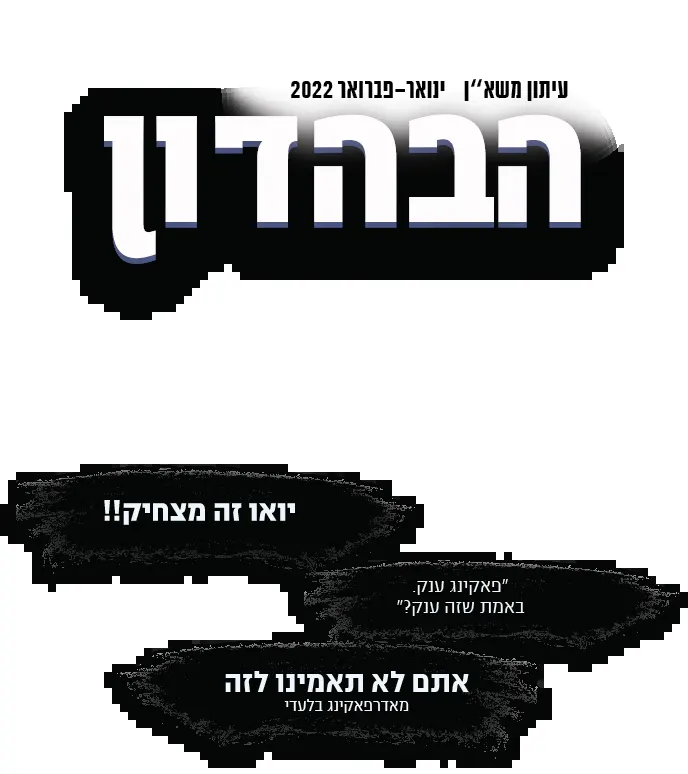 עיתון משא״ן ינואר-פברואר 2022
הבהדון
יואו זה מצחיק!!
"פאקינג ענק.
באמת שזה ענק?"
אתם לא תאמינו לזה
מאדרפאקינג בלעדי